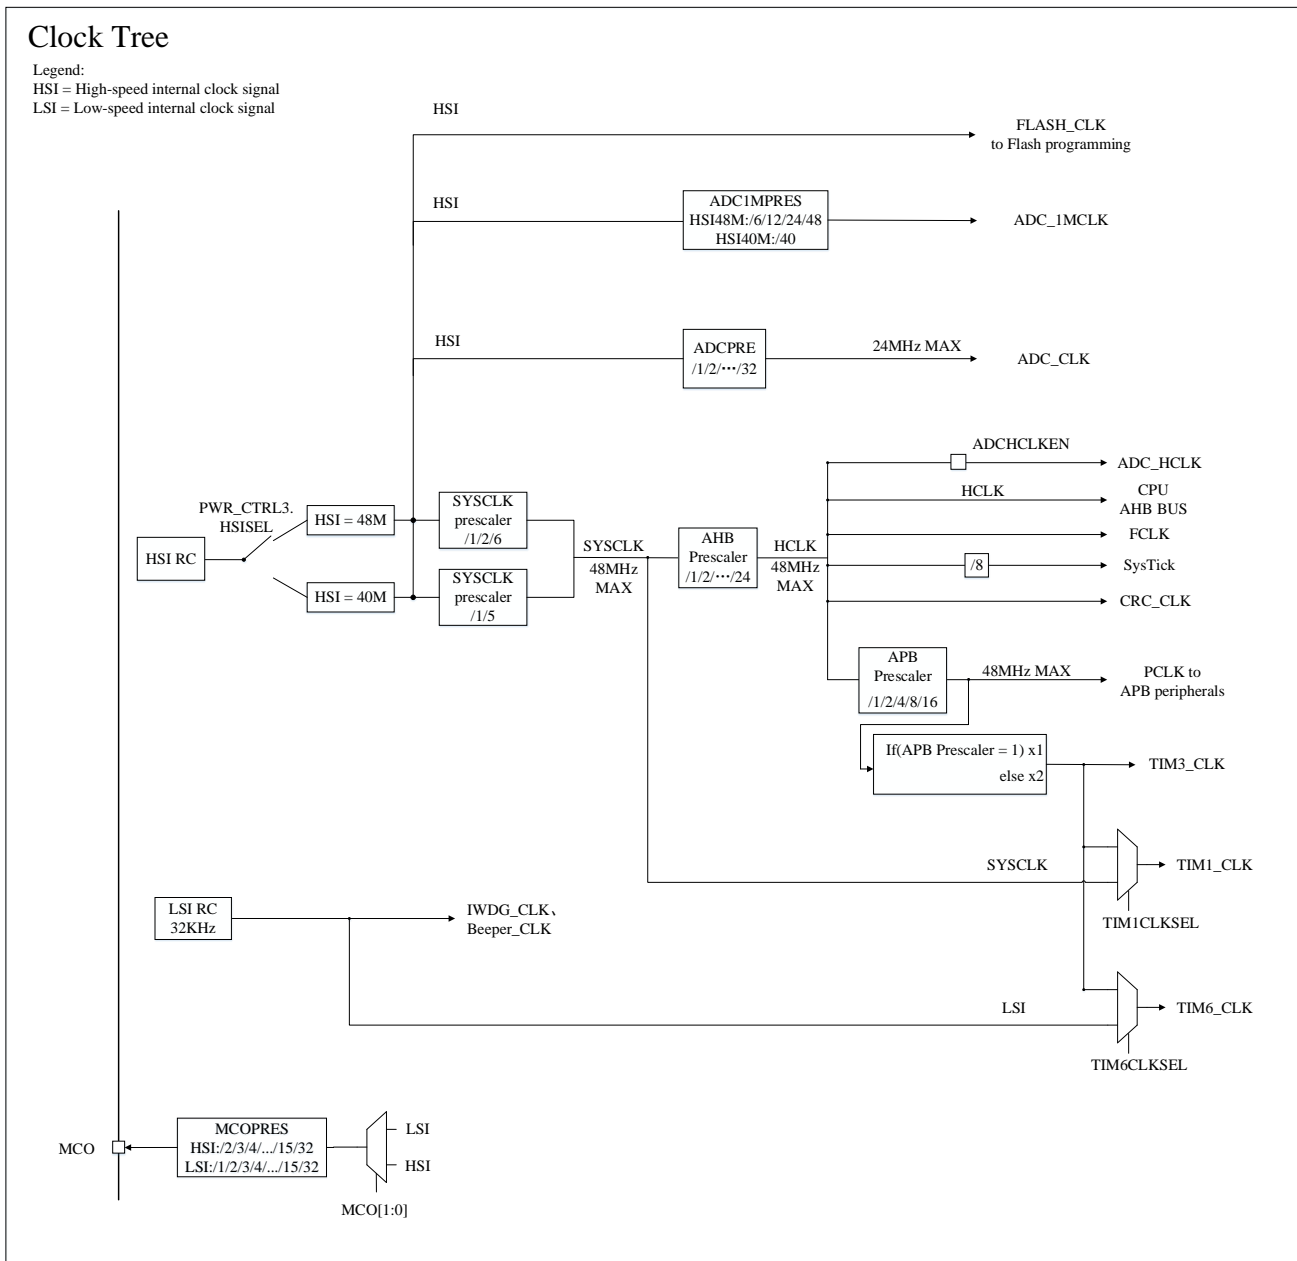 Clock Tree
Legend:
HSI = High-speed internal clock signal
LSI = Low-speed internal clock signal
HSI
FLASH_CLK
to Flash programming
HSI
ADC1MPRES
HSI48M:/6/12/24/48
HSI40M:/40
ADC_1MCLK
HSI
ADCPRE
/1/2/···/32
24MHz MAX
ADC_CLK
ADCHCLKEN
ADC_HCLK
HCLK
CPU
AHB BUS
FCLK
/8
SysTick
CRC_CLK
PWR_CTRL3.
HSISEL
HSI RC
HSI = 48M
HSI = 40M
SYSCLK
prescaler
/1/2/6
SYSCLK
prescaler
/1/5
SYSCLK
48MHz
MAX
AHB
Prescaler
/1/2/···/24
HCLK
48MHz
MAX
APB
Prescaler
/1/2/4/8/16
48MHz MAX
PCLK to
APB peripherals
If(APB Prescaler = 1) x1
else x2
TIM3_CLK
SYSCLK
TIM1_CLK
TIM1CLKSEL
LSI RC
32KHz
IWDG_CLK、
Beeper_CLK
LSI
TIM6_CLK
TIM6CLKSEL
MCO
MCOPRES
HSI:/2/3/4/.../15/32
LSI:/1/2/3/4/.../15/32
LSI
HSI
MCO[1:0]